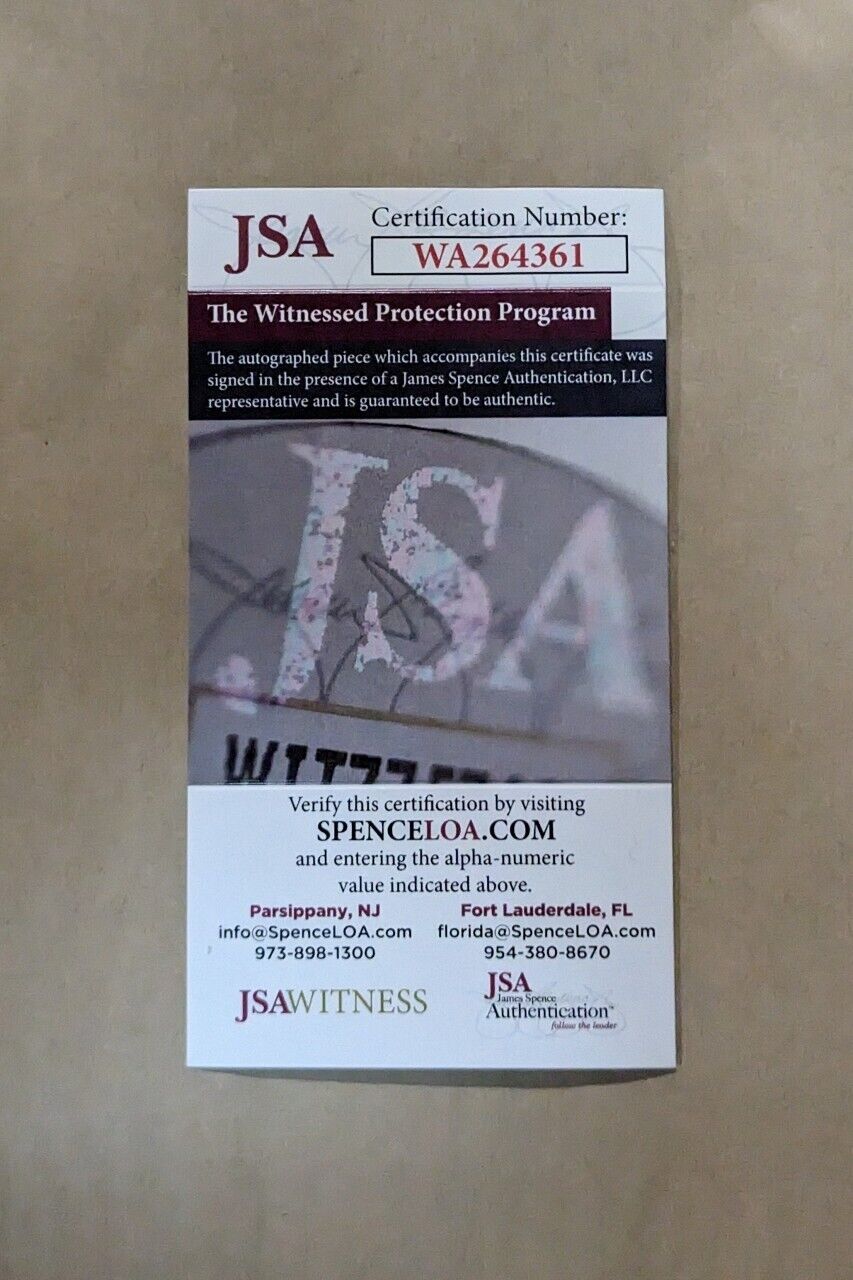 JSA
Certification Number:
WA264361
The Witnessed Protection Program
The autographed piece which accompanies this certificate was
signed in the presence of a James Spence Authentication, LLC
representative and is guaranteed to be authentic.
JSA
Verify this certification by visiting
SPENCELOA.COM
and entering the alpha-numeric
value indicated above.
Parsippany, NJ
info@SpenceLOA.com
973-898-1300
Fort Lauderdale, FL
florida@SpenceLOA.com
954-380-8670
JSAWITNESS
JSA
James Spence
Authentication™
follow the leader